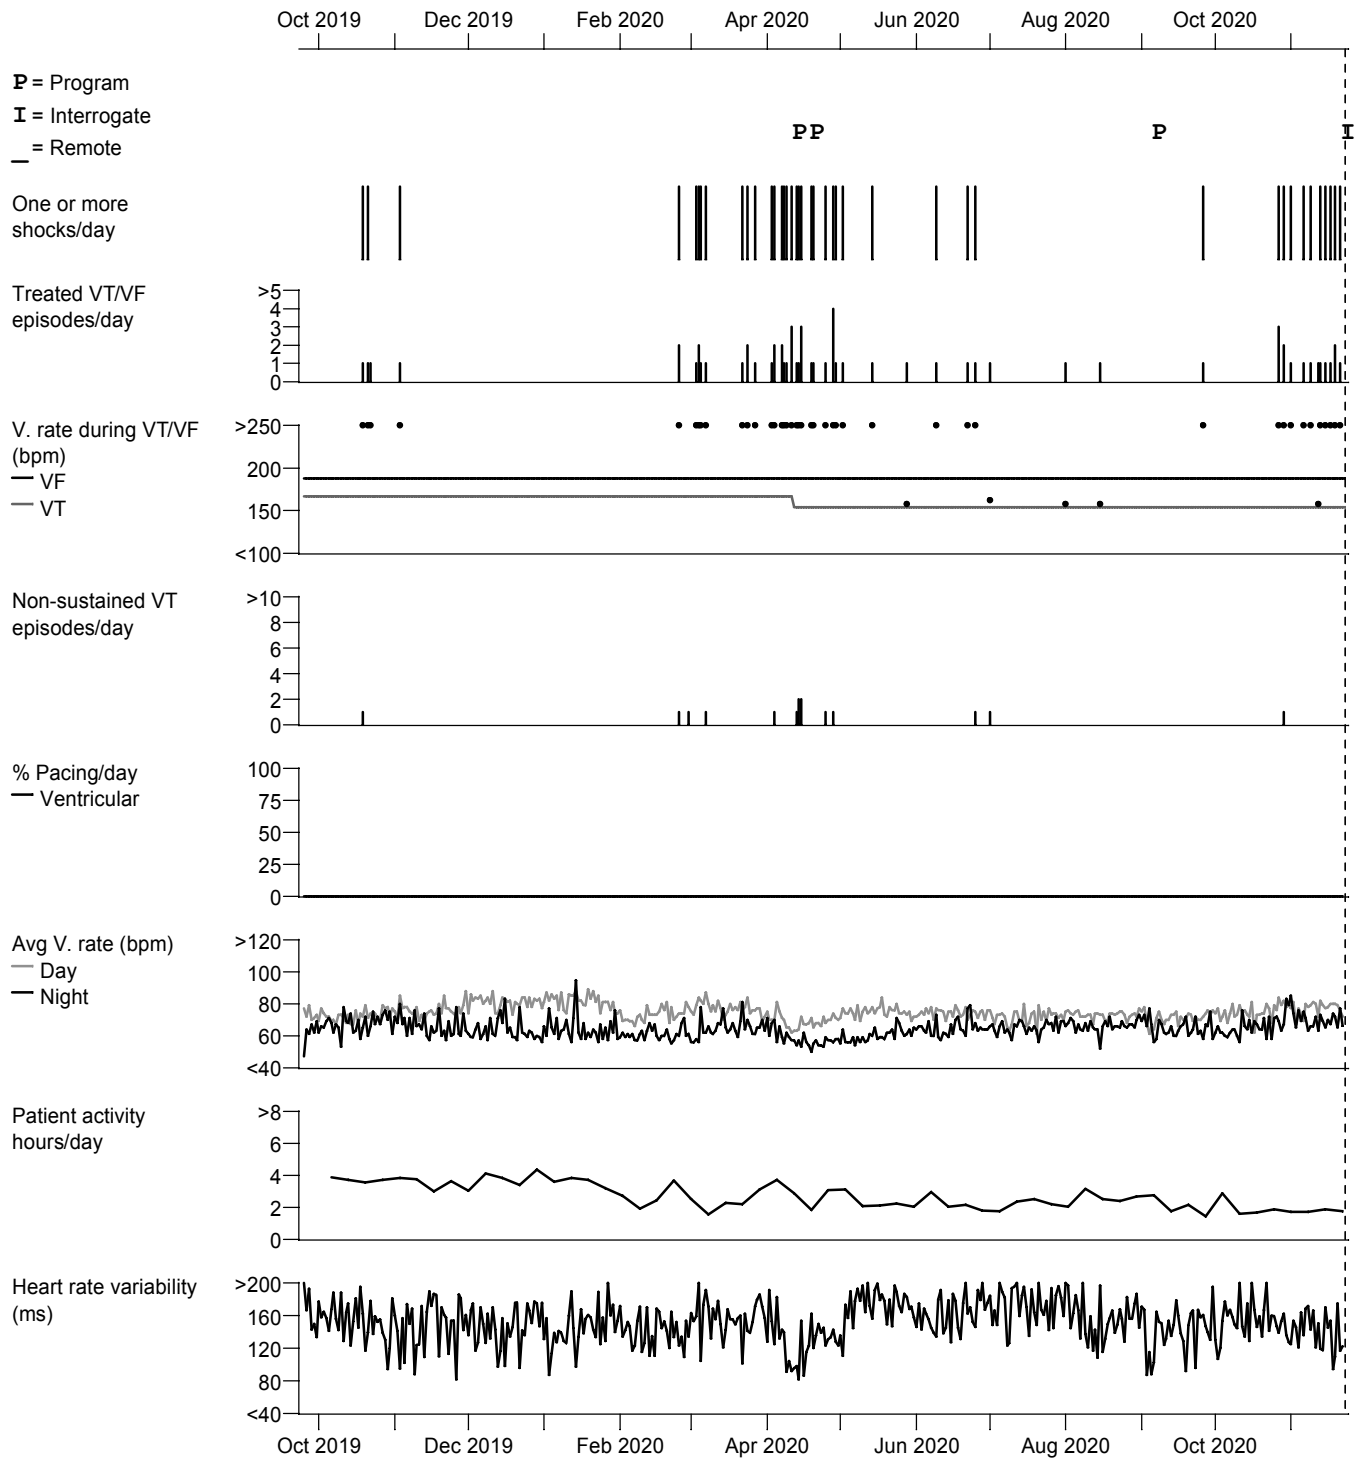 Oct 2019 Dec 2019 Feb 2020 Apr 2020 Jun 2020 Aug 2020 Oct 2020
P = Program
I = Interrogate
_ = Remote
P P P I
One or more
shocks/day
Treated VT/VF
episodes/day
>5
4
3
2
1
0
V. rate during VT/VF
(bpm)
VF
VT
>250
200
150
<100
Non-sustained VT
episodes/day
>10
8
6
4
2
0
% Pacing/day
Ventricular
100
75
50
25
0
Avg V. rate (bpm)
Day
Night
>120
100
80
60
<40
Patient activity
hours/day
>8
6
4
2
0
Heart rate variability
(ms)
>200
160
120
80
<40
Oct 2019 Dec 2019 Feb 2020 Apr 2020 Jun 2020 Aug 2020 Oct 2020